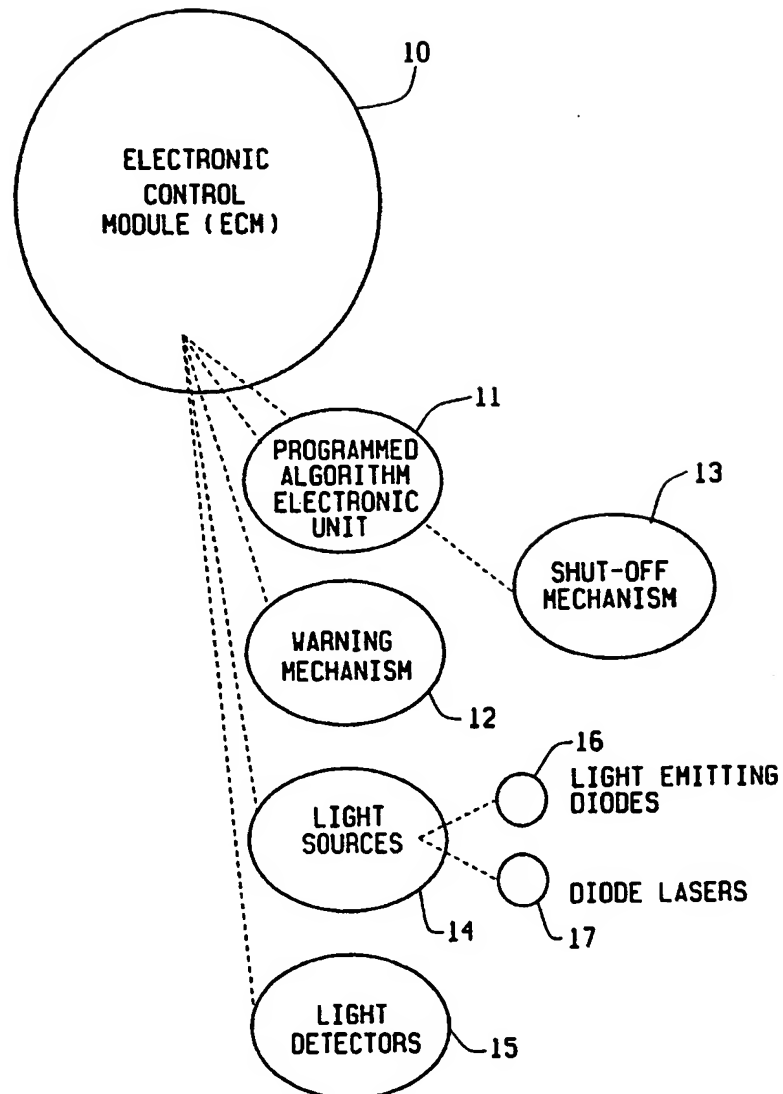 10
ELECTRONIC
CONTROL
MODULE (ECM)
11
PROGRAMMED
ALGORITHM
ELECTRONIC
UNIT
13
SHUT-OFF
MECHANISM
WARNING
MECHANISM
12
16
LIGHT EMITTING
DIODES
LIGHT
SOURCES
DIODE LASERS
14
17
LIGHT
DETECTORS
15